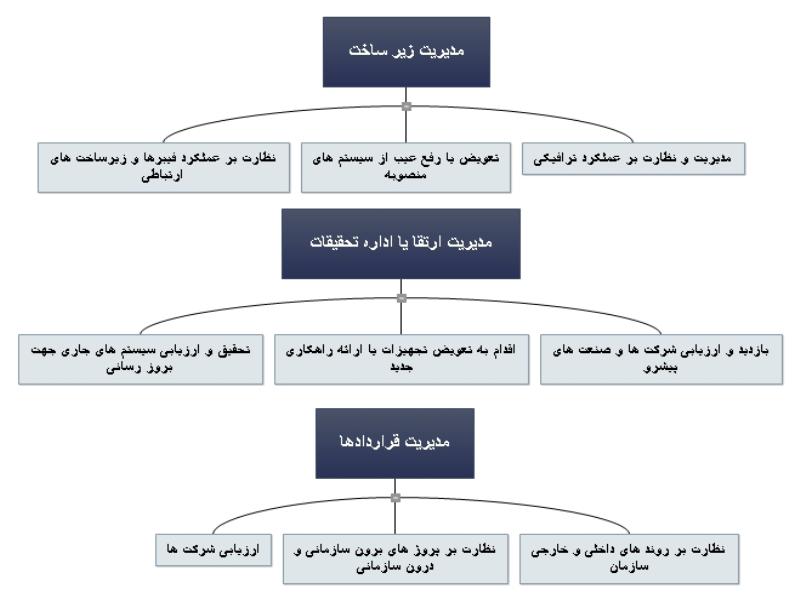 مدیریت زیر ساخت
مدیریت و نظارت بر عملکرد ترافیکی
تعویض یا رفع عیب از سیستم های
منصوبه
نظارت بر عملکرد فیبرها و زیرساخت های
ارتباطی
مدیریت ارتقا یا اداره تحقیقات
بازدید و ارزیابی شرکت ها و صنعت های
پیشرو
اقدام به تعویض تجهیزات با ارائه راهکاری
جدید
تحقیق و ارزیابی سیستم های جاری جهت
بروز رسانی
مدیریت قراردادها
نظارت بر روند های داخلی و خارجی
سازمان
نظارت بر پروژ های برون سازمانی و
درون سازمانی
ارزیابی شرکت ها